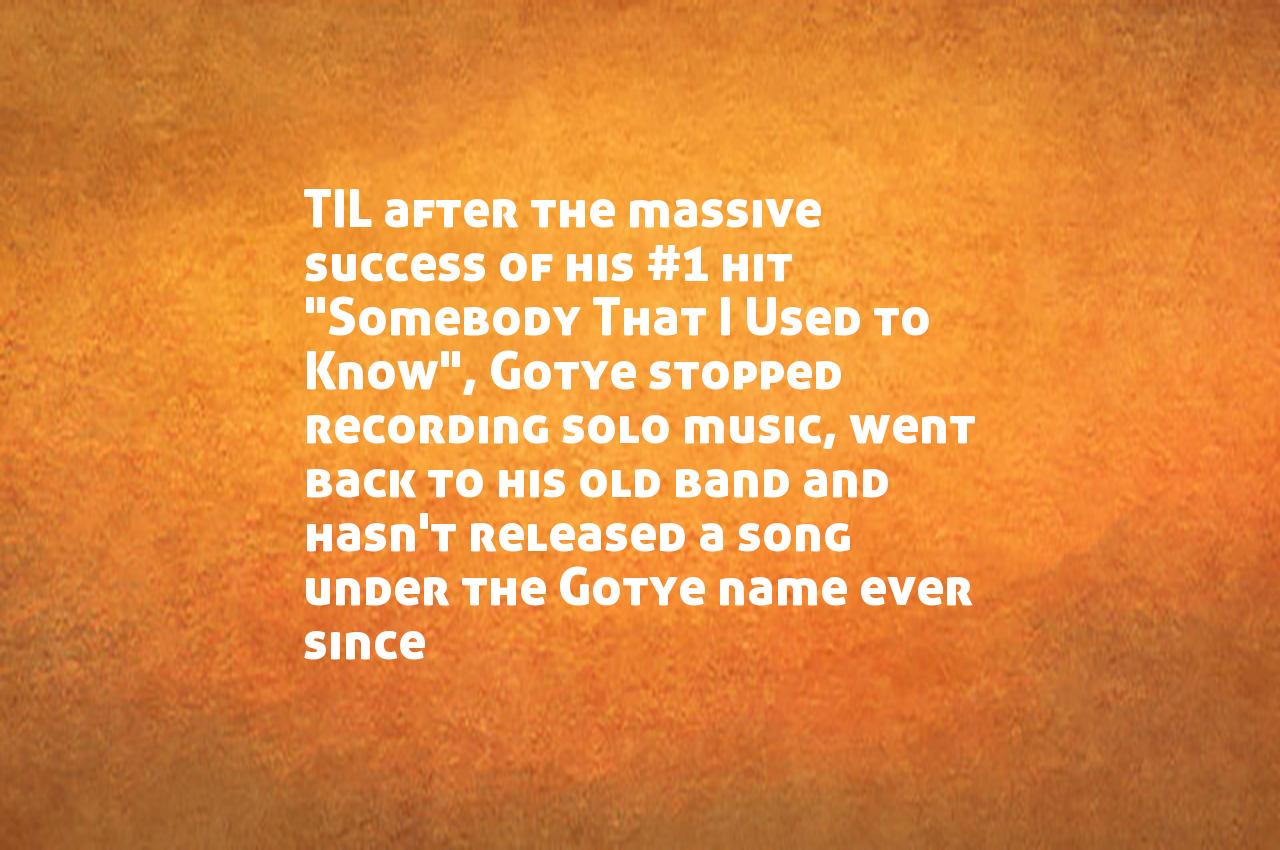 TIL after the massive
success of his #1 hit
"Somebody That I Used to
Know", Gotye stopped
recording solo music, went
back to his old band and
hasn't released a song
under the Gotye name ever
since